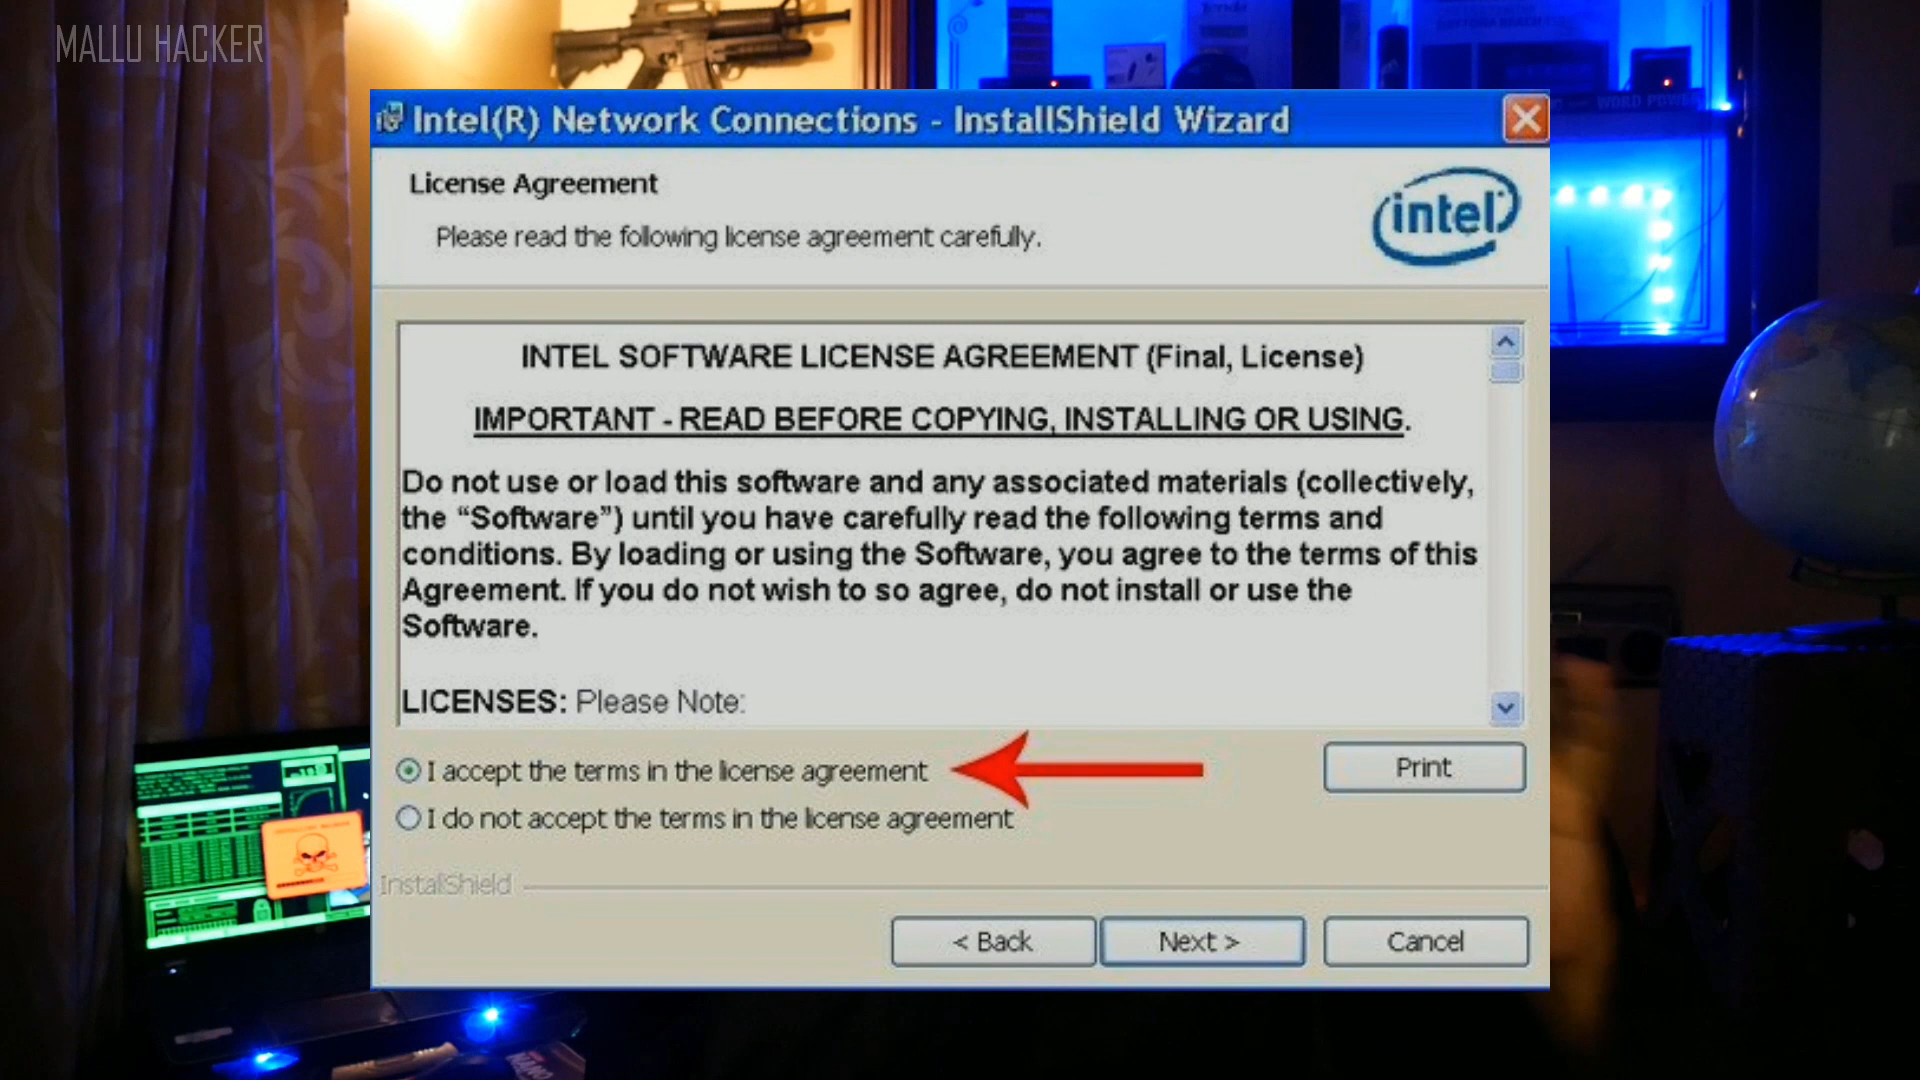 MALLU HACKER
Intel(R) Network Connections - InstallShield Wizard
License Agreement
Please read the following license agreement carefully.
intel
INTEL SOFTWARE LICENSE AGREEMENT (Final, License)
IMPORTANT - READ BEFORE COPYING, INSTALLING OR USING.
Do not use or load this software and any associated materials (collectively,
the “Software”) until you have carefully read the following terms and
conditions. By loading or using the Software, you agree to the terms of this
Agreement. If you do not wish to so agree, do not install or use the
Software.
LICENSES: Please Note:
I accept the terms in the license agreement
Print
I do not accept the terms in the license agreement
InstallShield
< Back
Next >
Cancel